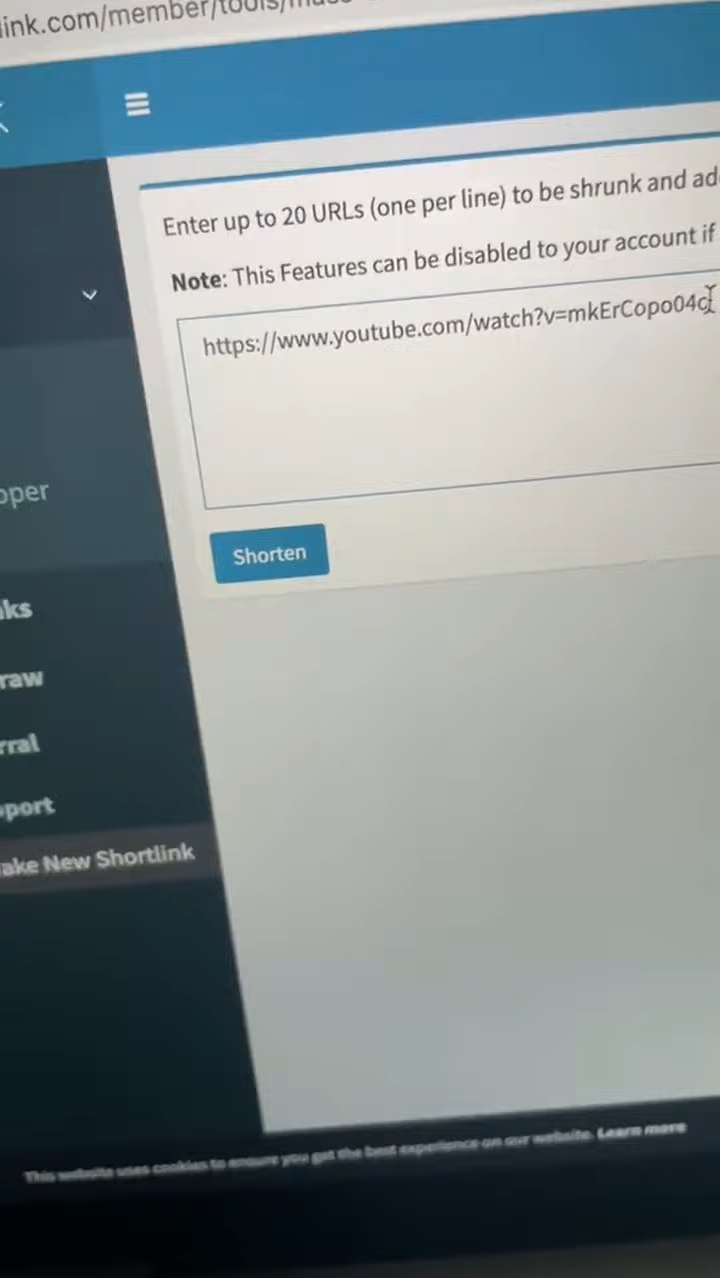 link.com/member/tools/mass
Enter up to 20 URLs (one per line) to be shrunk and ad
Note: This Features can be disabled to your account if
https://www.youtube.com/watch?v=mkErCopo04c
oper
Shorten
ks
raw
rral
port
ake New Shortlink
This website uses cookies to ensure you get the best experience on our website. Learn more